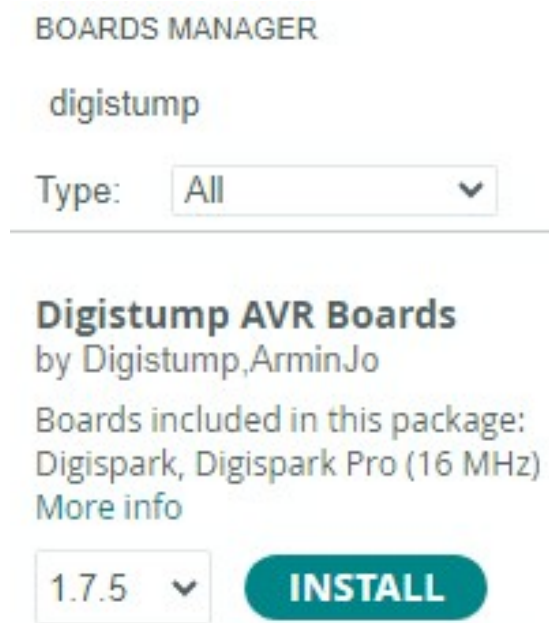 BOARDS MANAGER
digistump
Type: All
Digistump AVR Boards
by Digistump,ArminJo
Boards included in this package:
Digispark, Digispark Pro (16 MHz)
More info
1.7.5 INSTALL